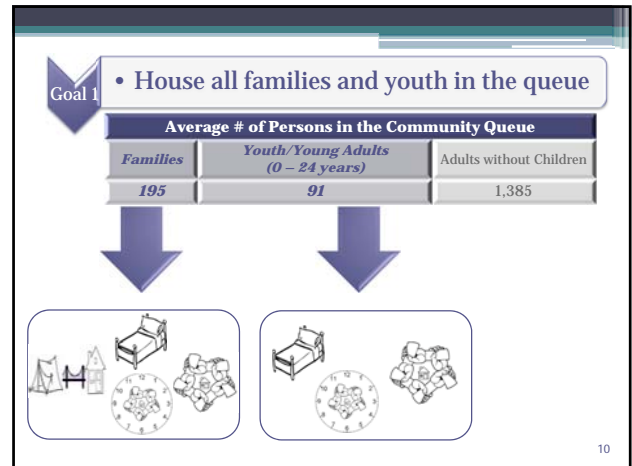 Goal 1
• House all families and youth in the queue
Average # of Persons in the Community Queue
Families
Youth/Young Adults
(0 – 24 years)
Adults without Children
195
91
1,385
10